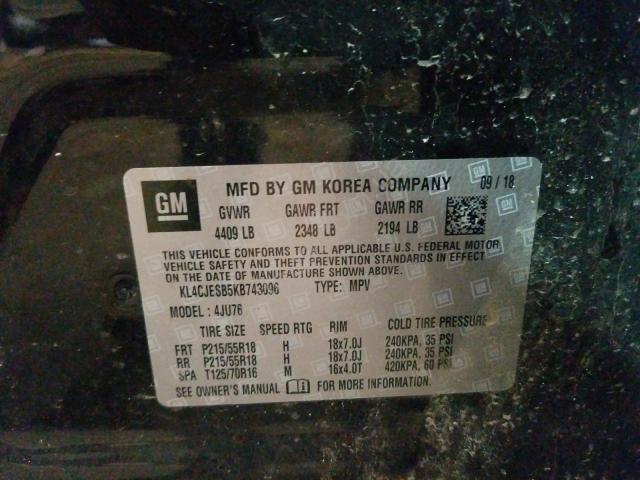 GM
MFD BY GM KOREA COMPANY 09 / 18
GVWR GAWR FRT GAWR RR
4409 LB 2348 LB 2194 LB
THIS VEHICLE CONFORMS TO ALL APPLICABLE U.S. FEDERAL MOTOR
VEHICLE SAFETY AND THEFT PREVENTION STANDARDS IN EFFECT ON
THE DATE OF MANUFACTURE SHOWN ABOVE.
KL4CJESB5KB743096 TYPE: MPV
MODEL : 4JU76
TIRE SIZE SPEED RTG RIM COLD TIRE PRESSURE
FRT P215/55R18 H 18x7.0J 240KPA, 35 PSI
RR P215/55R18 H 18x7.0J 240KPA, 35 PSI
SPA T125/70R16 M 16x4.0T 420KPA, 60 PSI
SEE OWNER'S MANUAL FOR MORE INFORMATION.